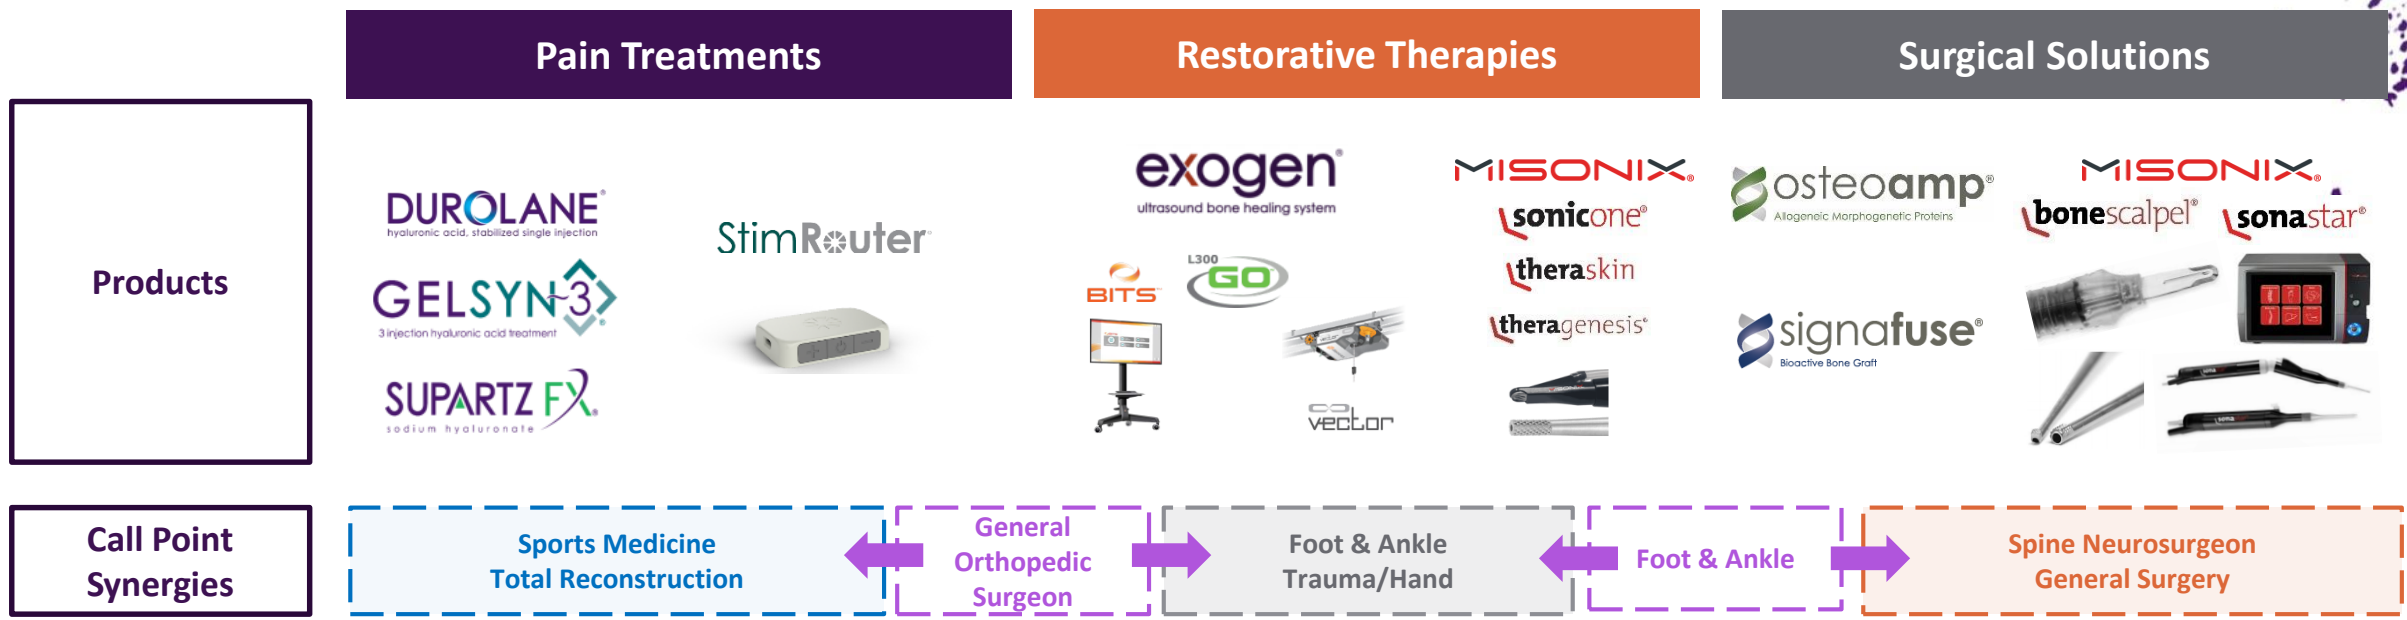 Pain Treatments
Restorative Therapies
Surgical Solutions
Products
DUROLANE®
hyaluronic acid, stabilized single injection
GELSYN-3®
3 injection hyaluronic acid treatment
SUPARTZ FX®
sodium hyaluronate
StimRouter
exogen®
ultrasound bone healing system
BITS
L300
GO
vector
MISONIX®
sonicone®
theraskin
theragenesis®
osteoamp®
Allogeneic Morphogenetic Proteins
signafuse®
Bioactive Bone Graft
MISONIX®
bonescalpel®
sonastar®
Call Point
Synergies
Sports Medicine
Total Reconstruction
General
Orthopedic
Surgeon
Foot & Ankle
Trauma/Hand
Foot & Ankle
Spine Neurosurgeon
General Surgery